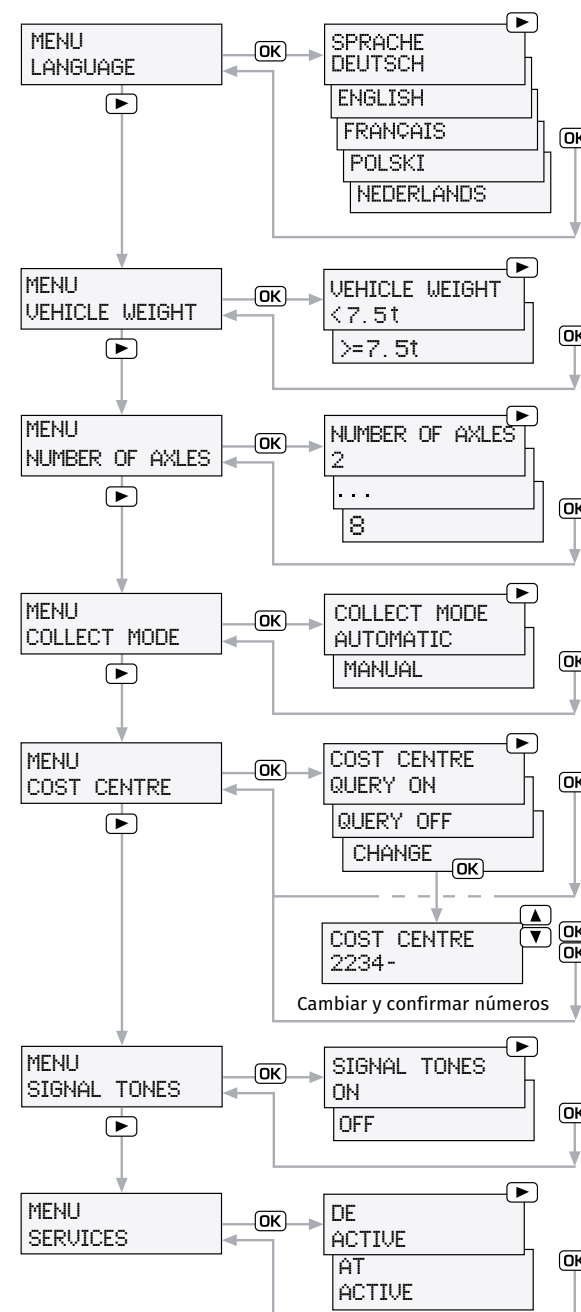 MENU
LANGUAGE
OK
SPRACHE
DEUTSCH
ENGLISH
FRANÇAIS
POLSKI
NEDERLANDS
OK
MENU
VEHICLE WEIGHT
OK
VEHICLE WEIGHT
<7.5t
>=7.5t
OK
MENU
NUMBER OF AXLES
OK
NUMBER OF AXLES
2
...
8
OK
MENU
COLLECT MODE
OK
COLLECT MODE
AUTOMATIC
MANUAL
OK
MENU
COST CENTRE
OK
COST CENTRE
QUERY ON
QUERY OFF
CHANGE
OK
OK
COST CENTRE
2234-
OK
OK
Cambiar y confirmar números
MENU
SIGNAL TONES
OK
SIGNAL TONES
ON
OFF
OK
MENU
SERVICES
OK
DE
ACTIVE
AT
ACTIVE
OK